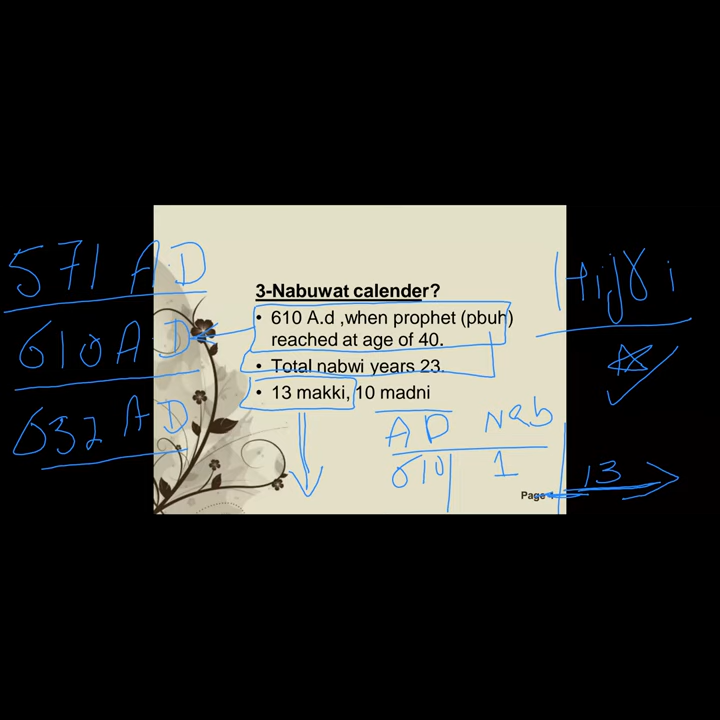 571 AD
610 AD
632 AD
3-Nabuwat calender?
• 610 A.d ,when prophet (pbuh)
reached at age of 40.
• Total nabwi years 23.
• 13 makki, 10 madni
AD Nab
610 1
Page
Hijri
13